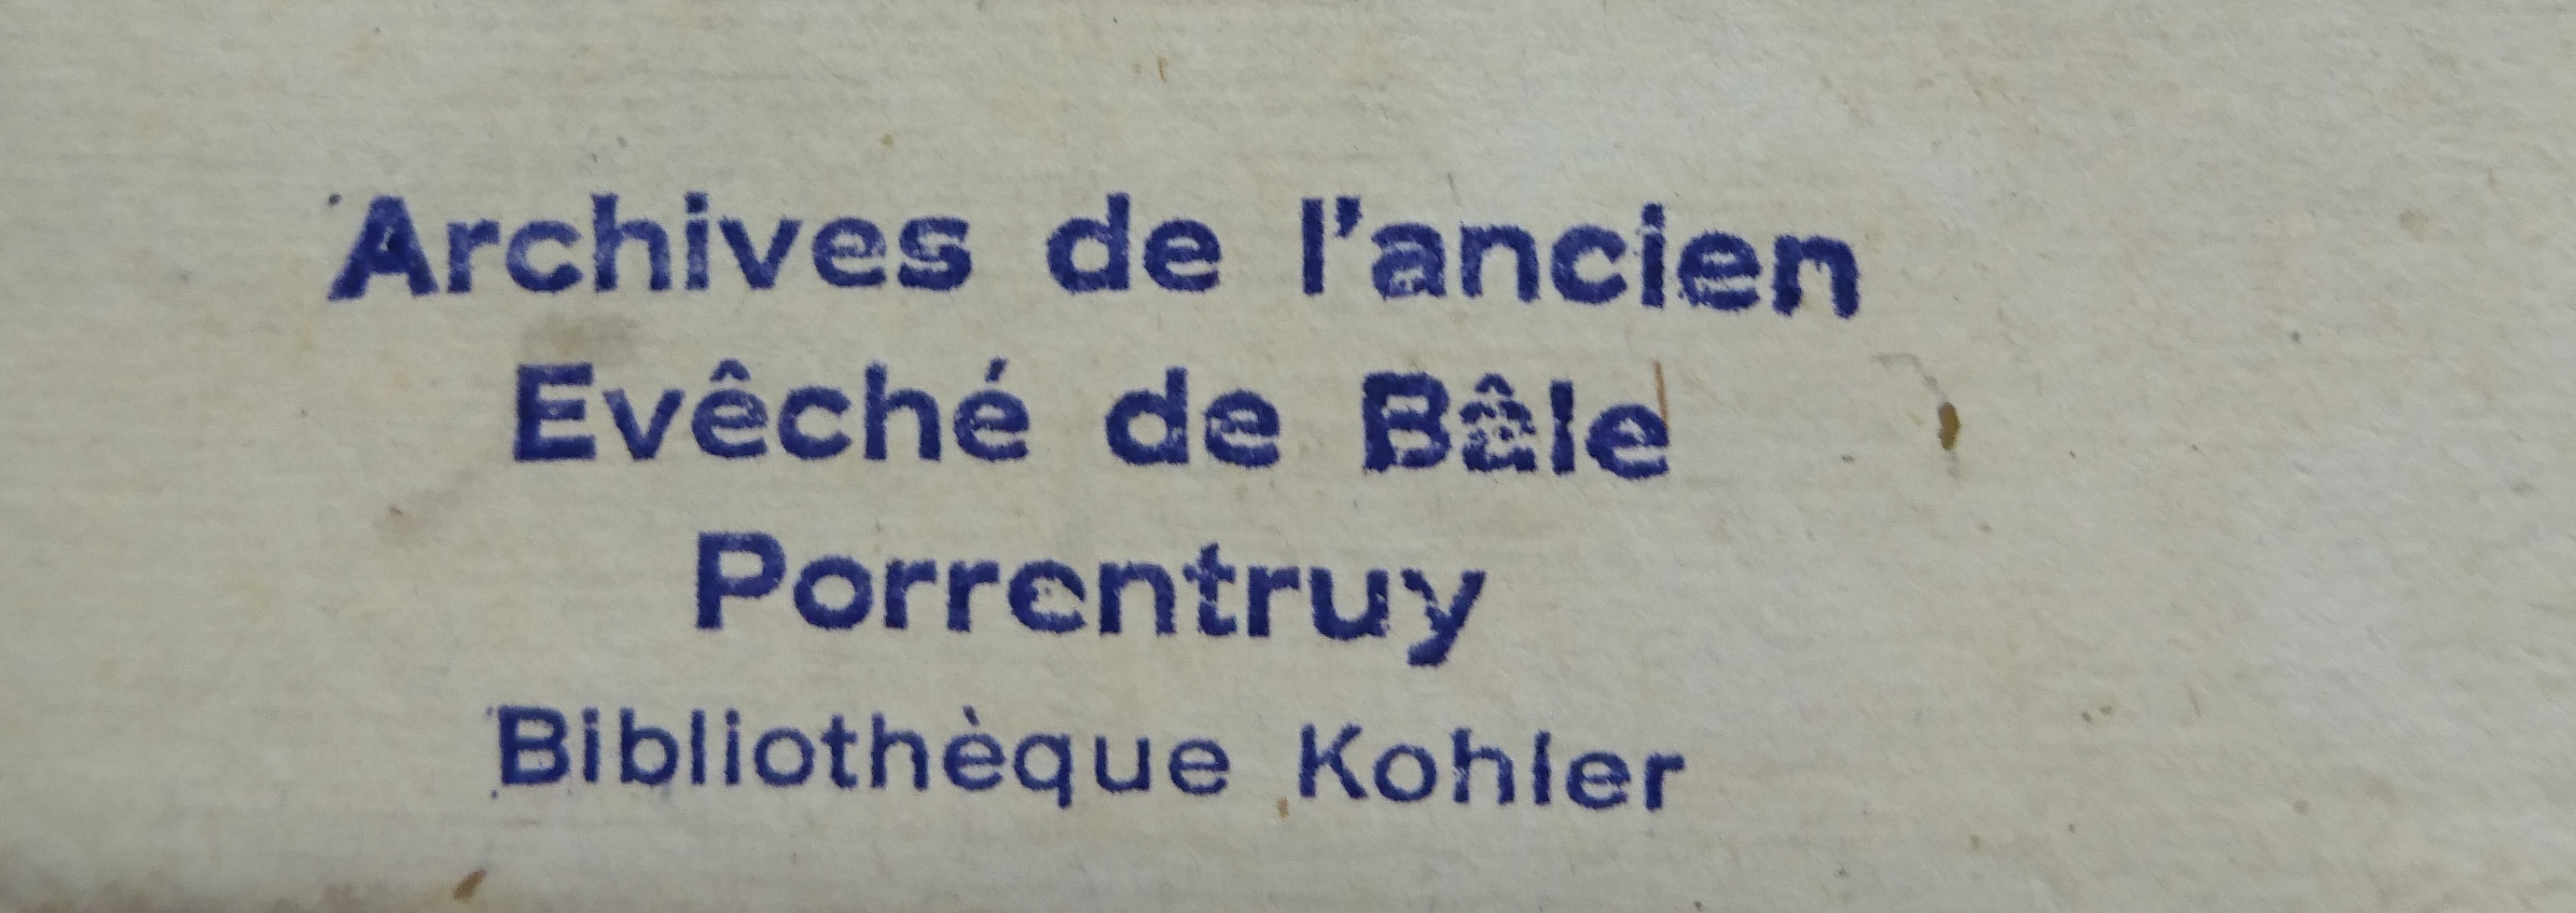 Archives de l'ancien
Evêché de Bâle
Porrentruy
Bibliothèque Kohler